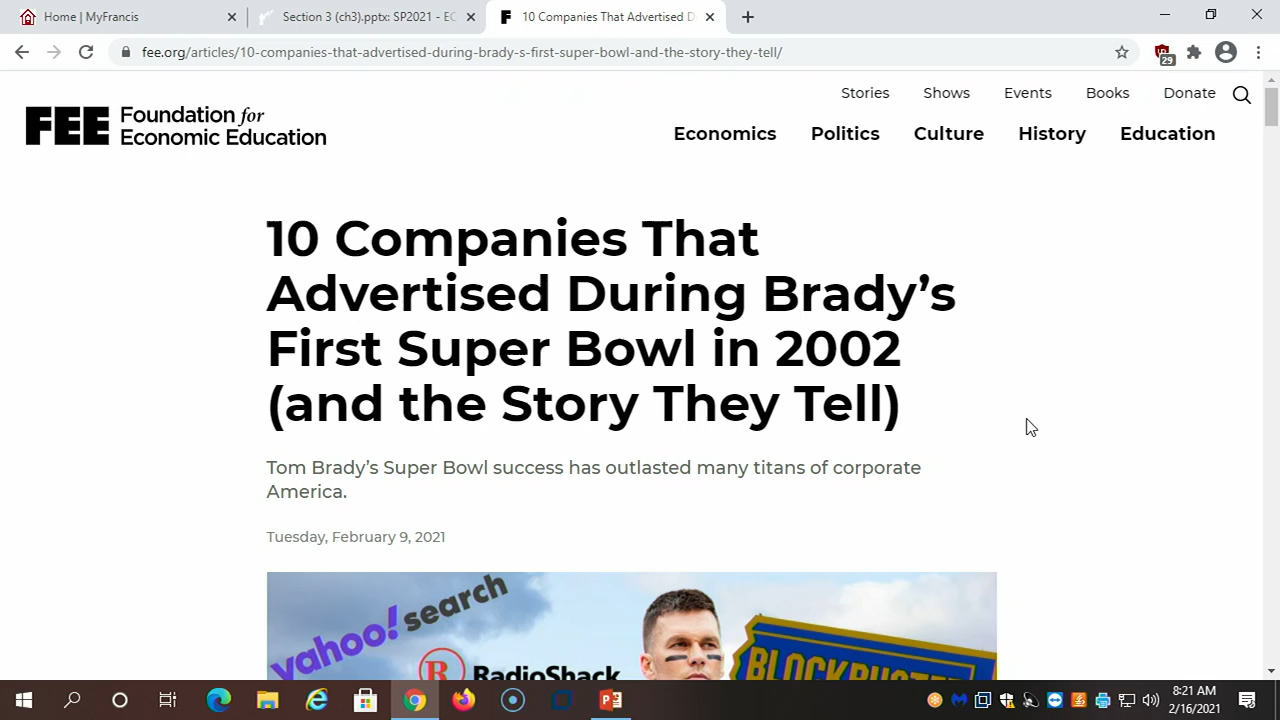 Home | MyFrancis
Section 3 (ch3).pptx: SP2021 - EC
10 Companies That Advertised D
fee.org/articles/10-companies-that-advertised-during-brady-s-first-super-bowl-and-the-story-they-tell/
29
Stories Shows Events Books Donate
FEE Foundation for
Economic Education
Economics Politics Culture History Education
10 Companies That
Advertised During Brady’s
First Super Bowl in 2002
(and the Story They Tell)
Tom Brady’s Super Bowl success has outlasted many titans of corporate
America.
Tuesday, February 9, 2021
yahoo! search
R RadioShack
BLOCKBUSTER
8:21 AM
2/16/2021